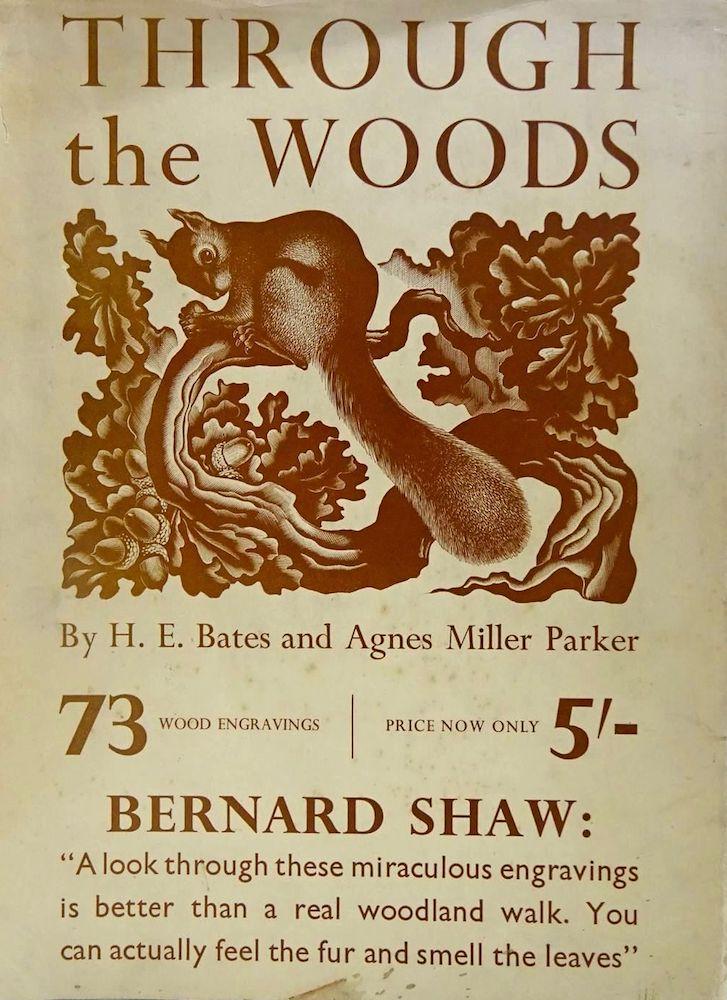 THROUGH
the WOODS
By H. E. Bates and Agnes Miller Parker
73 WOOD ENGRAVINGS PRICE NOW ONLY 5/-
BERNARD SHAW:
“A look through these miraculous engravings
is better than a real woodland walk. You
can actually feel the fur and smell the leaves”